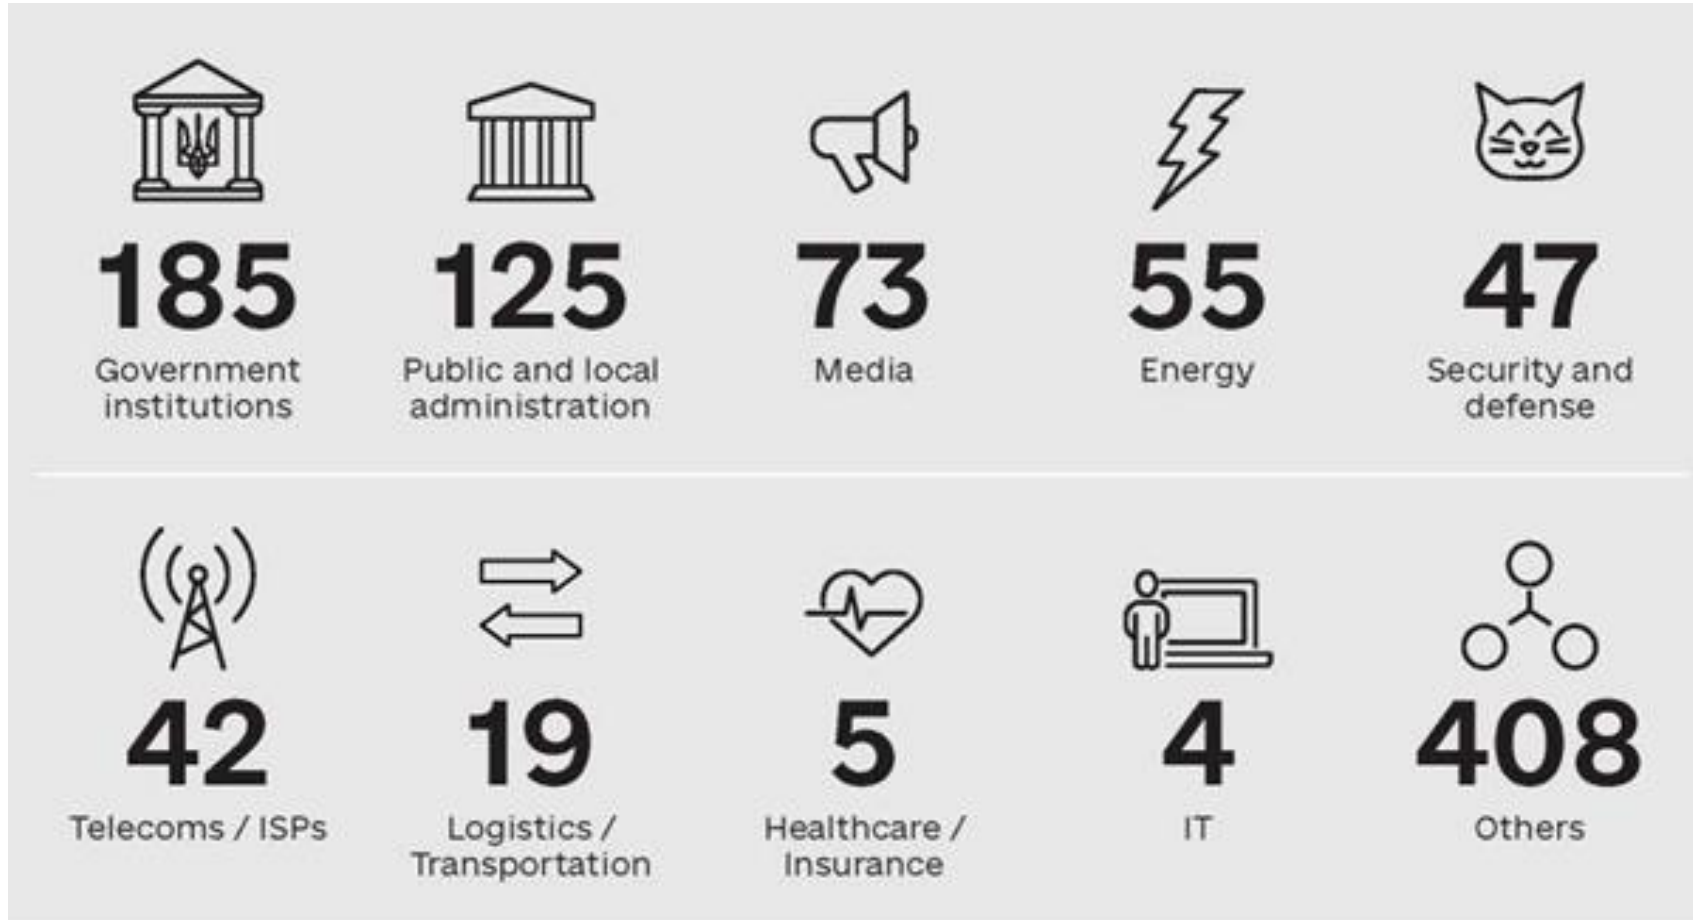 185
Government
institutions
125
Public and local
administration
73
Media
55
Energy
47
Security and
defense
42
Telecoms / ISPs
19
Logistics /
Transportation
5
Healthcare /
Insurance
4
IT
408
Others